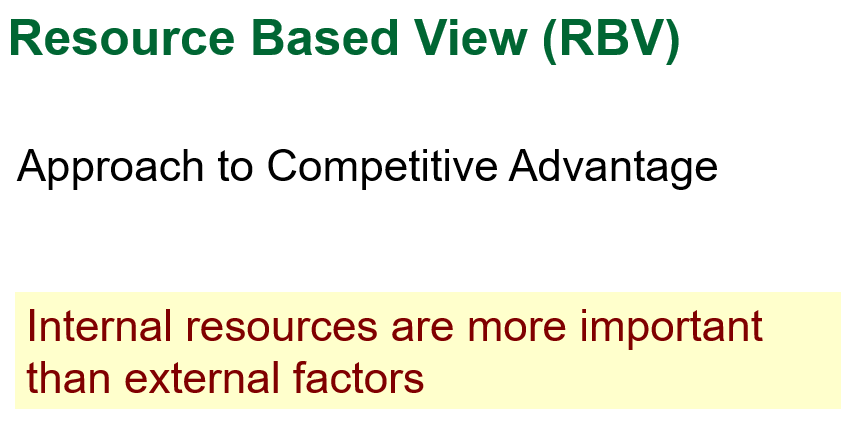 Resource Based View (RBV)
Approach to Competitive Advantage
Internal resources are more important
than external factors